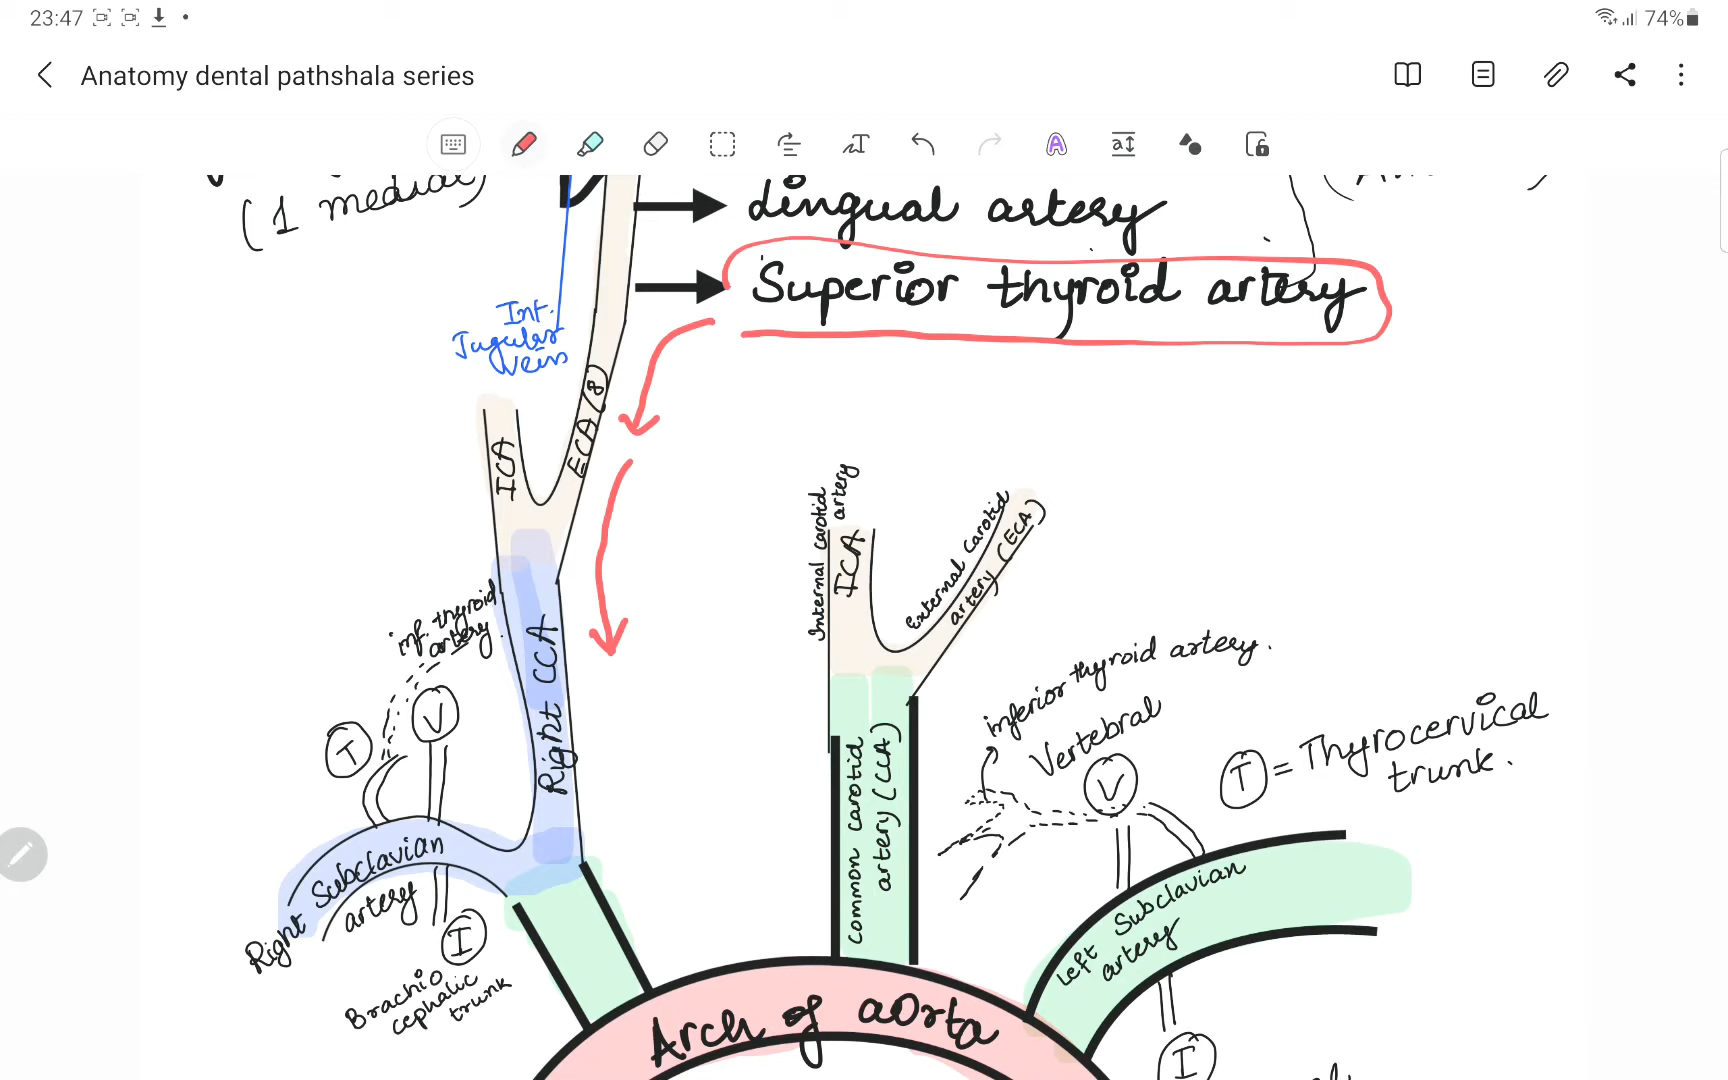 23:47
74%
Anatomy dental pathshala series
(1 medial)
Lingual artery
Superior thyroid artery
Int.
Jugular
Vein
ICA
ECA(8)
Internal carotid
artery
ICA
External carotid
artery (ECA)
inf. thyroid
artery
Right CCA
T
V
common carotid
artery (CCA)
inferior thyroid artery.
Vertebral
V
T = Thyrocervical
trunk.
Right Subclavian
artery
I
Brachio
cephalic
trunk
Left Subclavian
artery
Arch of aorta
I